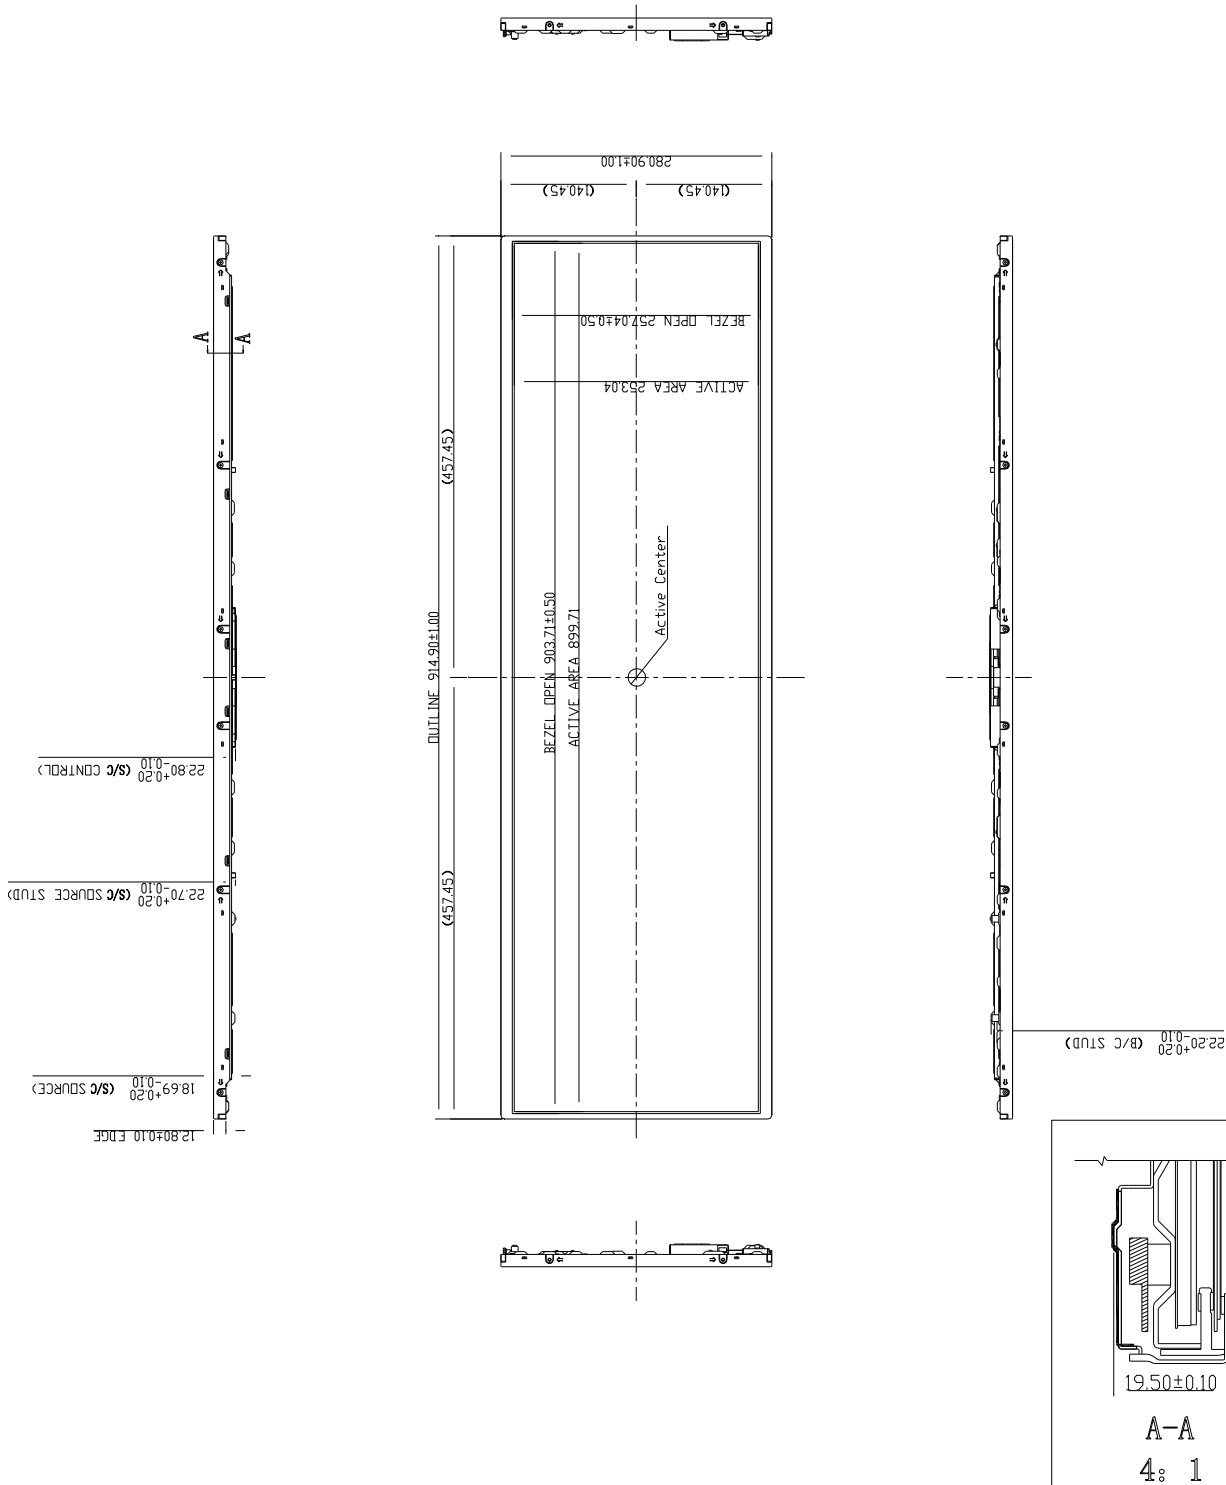 280.90±1.00
(140.45)
(140.45)
A A
BEZEL OPEN 257.04±0.50
ACTIVE AREA 253.04
(457.45)
Active Center
OUTLINE 914.90±1.00
BEZEL OPEN 903.71±0.50
ACTIVE AREA 899.71
22.80+0.20-0.10 (S/C CONTROL)
22.70+0.20-0.10 (S/C SOURCE STUD)
(457.45)
22.20+0.20-0.10 (B/C STUD)
18.69+0.20-0.10 (S/C SOURCE)
12.80±0.10 EDGE
19.50±0.10
A-A
4: 1